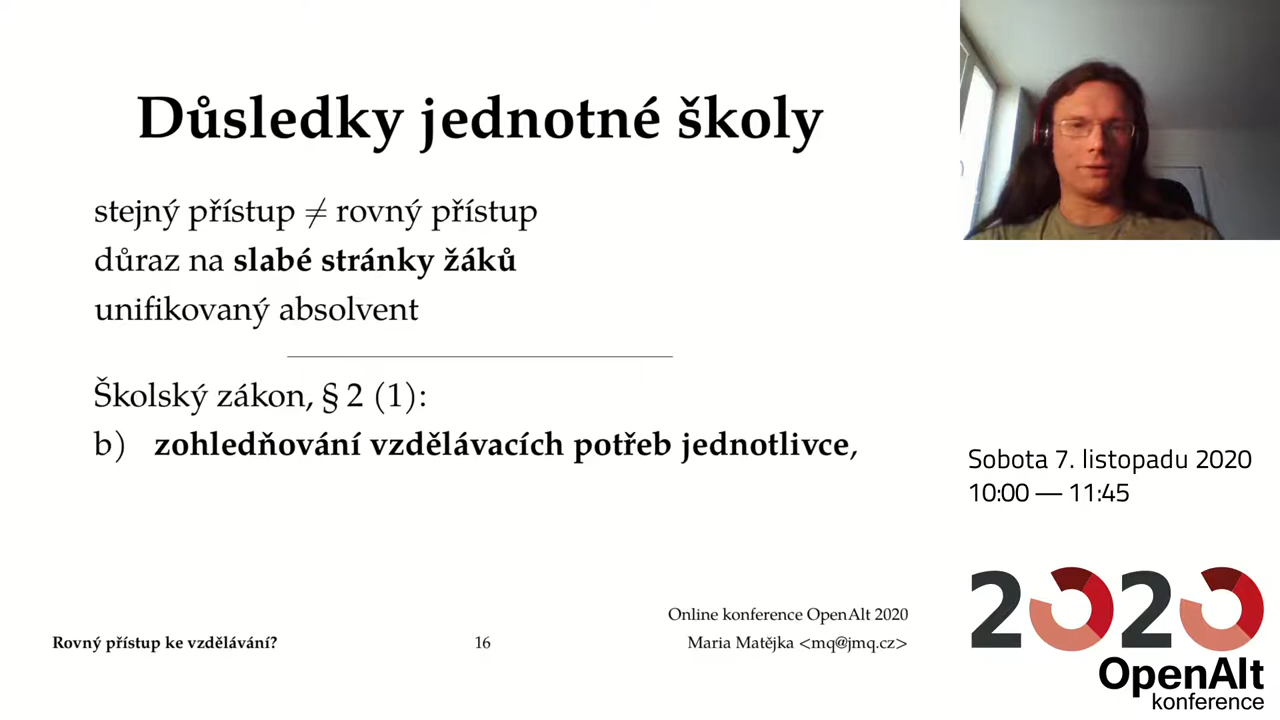 Důsledky jednotné školy
stejný přístup ≠ rovný přístup
důraz na slabé stránky žáků
unifikovaný absolvent
Školský zákon, § 2 (1):
b) zohledňování vzdělávacích potřeb jednotlivce,
Online konference OpenAlt 2020
Rovný přístup ke vzdělávání? 16 Maria Matějka <mq@jmq.cz>
Sobota 7. listopadu 2020
10:00 — 11:45
2020
OpenAlt
konference